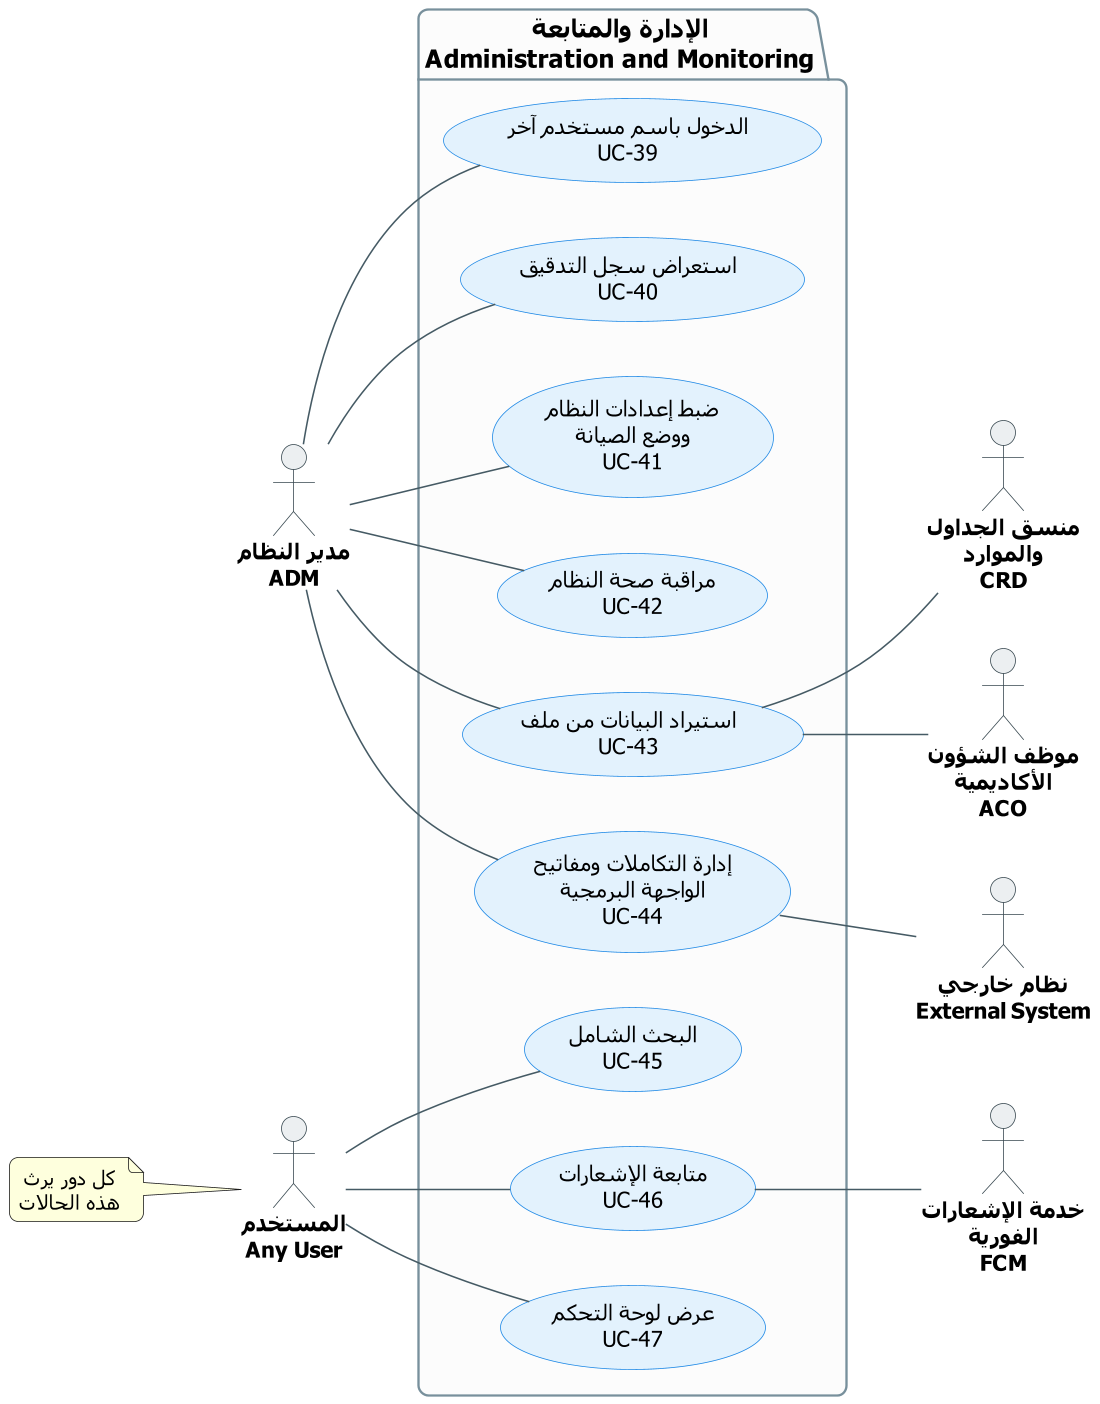 الإدارة والمتابعة
Administration and Monitoring
الدخول باسم مستخدم آخر
UC-39
استعراض سجل التدقيق
UC-40
ضبط إعدادات النظام
ووضع الصيانة
UC-41
مراقبة صحة النظام
UC-42
استيراد البيانات من ملف
UC-43
إدارة التكاملات ومفاتيح
الواجهة البرمجية
UC-44
البحث الشامل
UC-45
متابعة الإشعارات
UC-46
عرض لوحة التحكم
UC-47
مدير النظام
ADM
المستخدم
Any User
كل دور يرث
هذه الحالات
منسق الجداول
والموارد
CRD
موظف الشؤون
الأكاديمية
ACO
نظام خارجي
External System
خدمة الإشعارات
الفورية
FCM